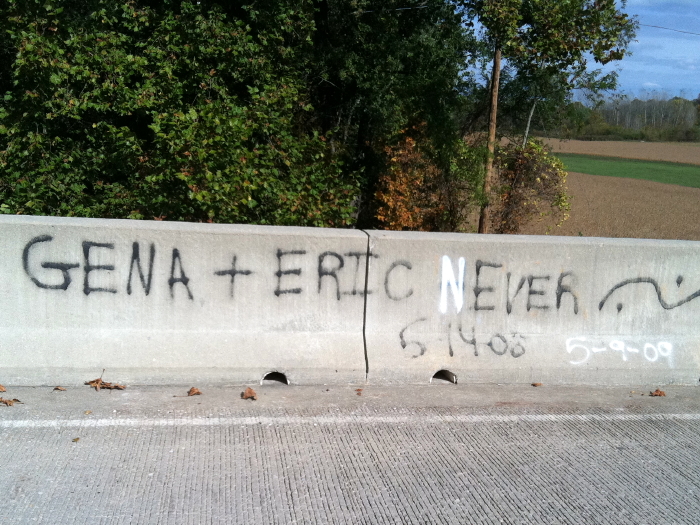 GENA + ERIC NEVER
5-14-08 5-9-09